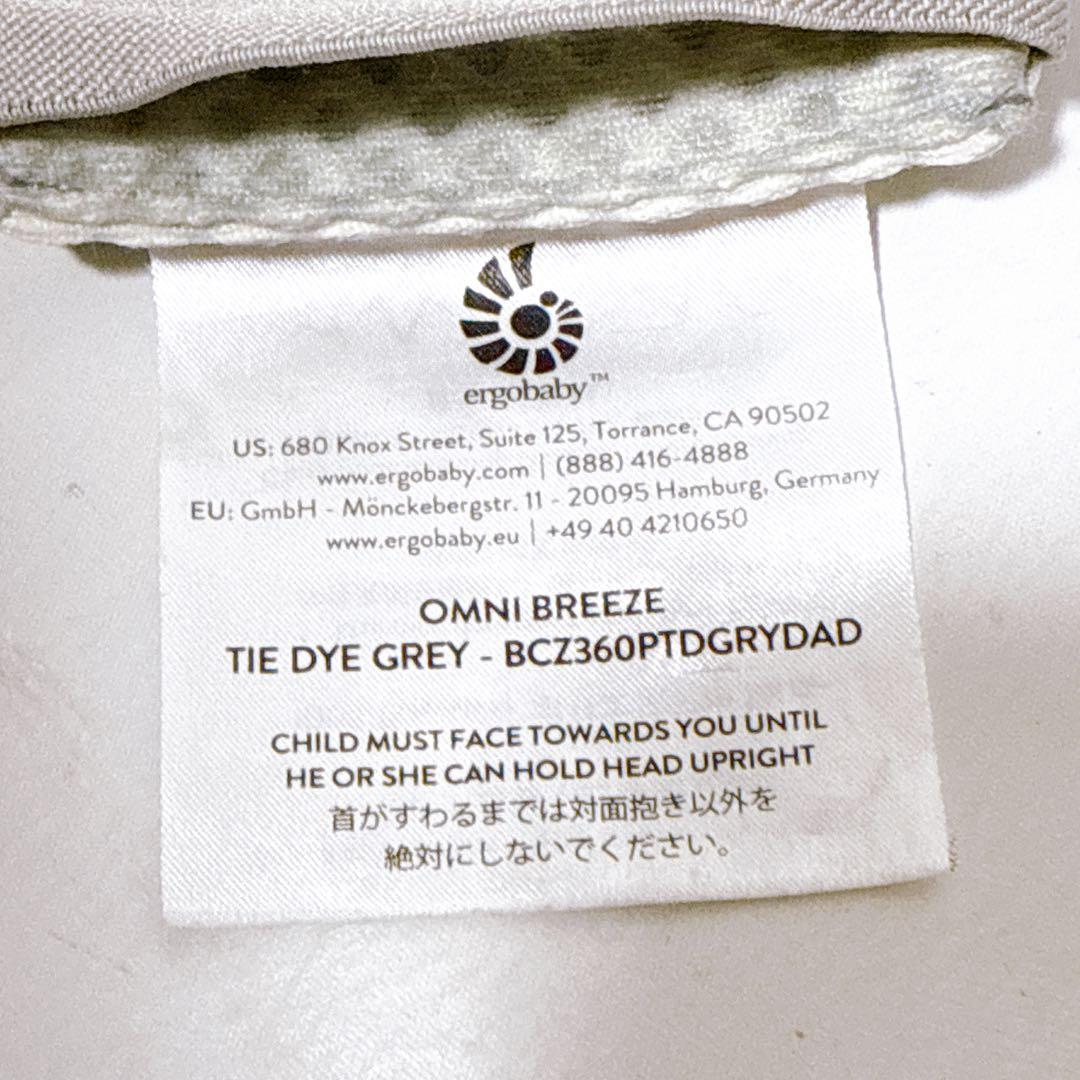 ergobaby™
US: 680 Knox Street, Suite 125, Torrance, CA 90502
www.ergobaby.com | (888) 416-4888
EU: GmbH - Mönckebergstr. 11 - 20095 Hamburg, Germany
www.ergobaby.eu | +49 40 4210650
OMNI BREEZE
TIE DYE GREY - BCZ360PTDGRYDAD
CHILD MUST FACE TOWARDS YOU UNTIL
HE OR SHE CAN HOLD HEAD UPRIGHT
首がすわるまでは対面抱き以外を
絶対にしないでください。